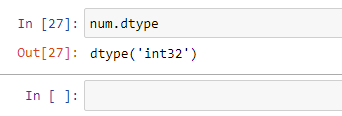 In [27]: num.dtype
Out[27]: dtype('int32')
In [ ]: